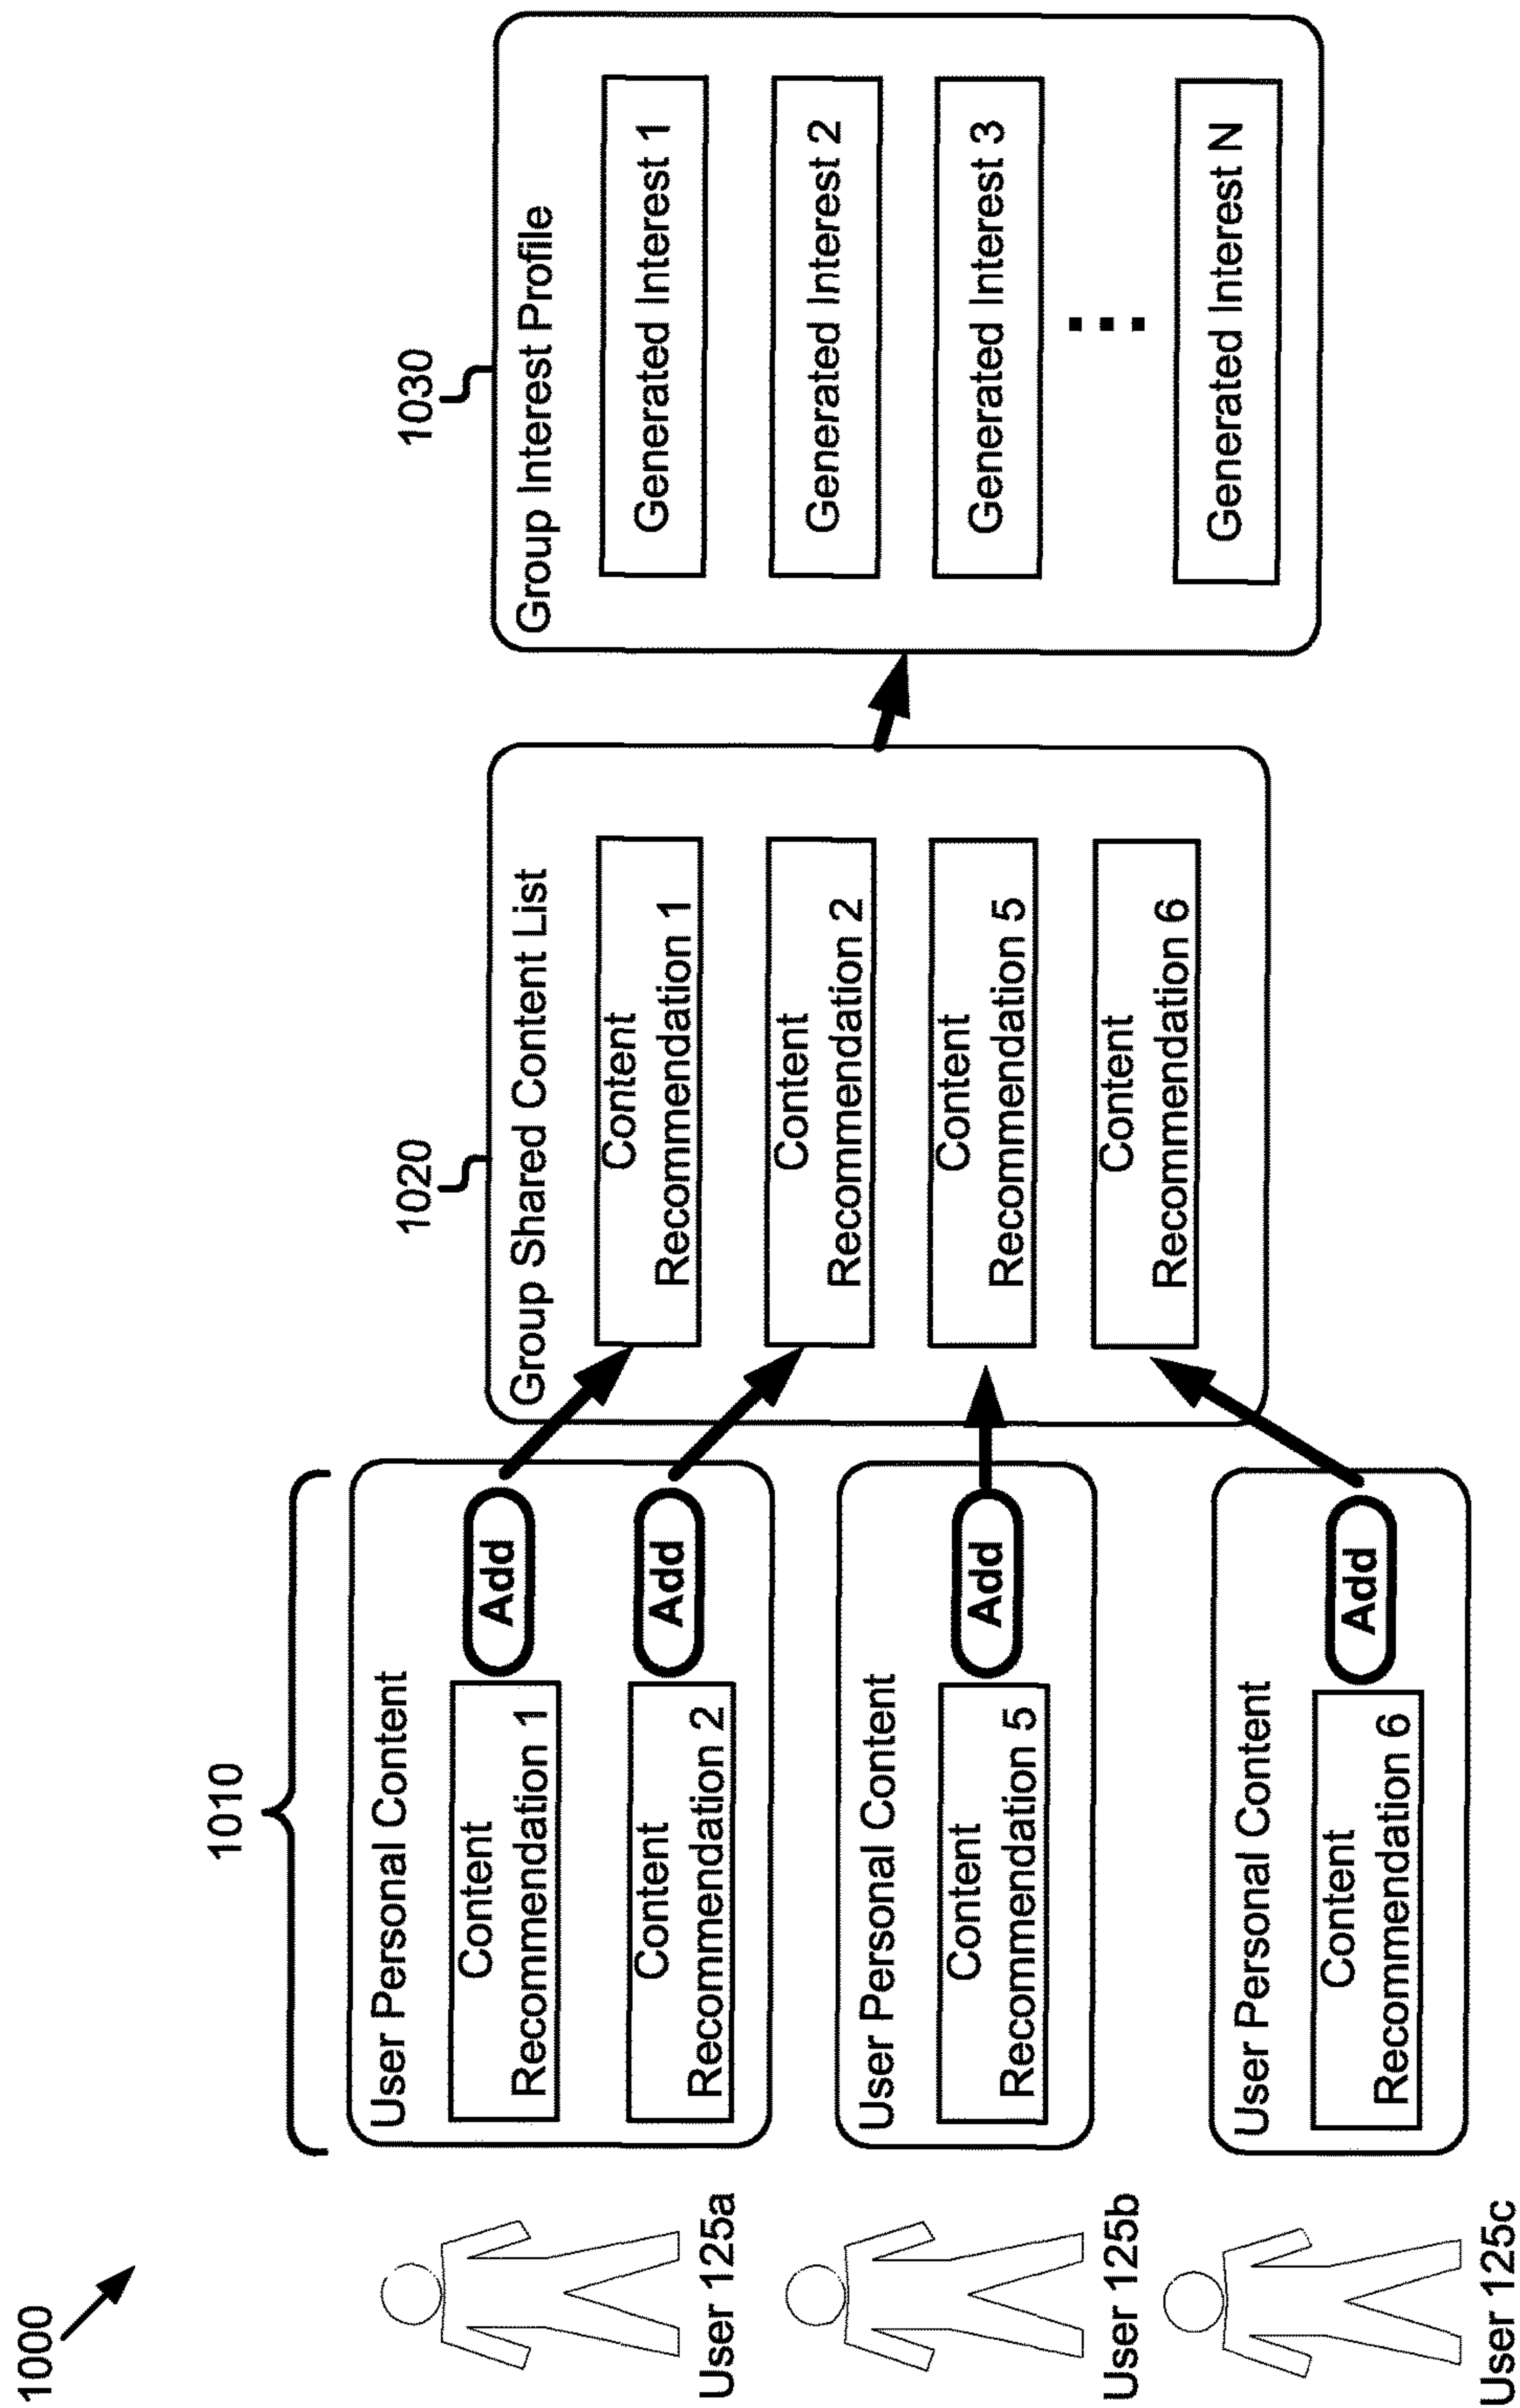 1000
1010
1020
1030
User 125a
User Personal Content
Content
Recommendation 1
Add
Content
Recommendation 2
Add
User 125b
User Personal Content
Content
Recommendation 5
Add
User 125c
User Personal Content
Content
Recommendation 6
Add
Group Shared Content List
Content
Recommendation 1
Content
Recommendation 2
Content
Recommendation 5
Content
Recommendation 6
Group Interest Profile
Generated Interest 1
Generated Interest 2
Generated Interest 3
Generated Interest N